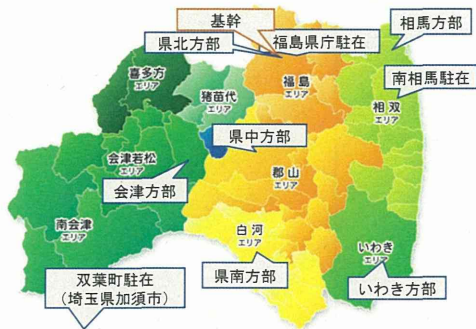 基幹
相馬方部
県北方部
福島県庁駐在
喜多方
エリア
猪苗代
エリア
福島
エリア
南相馬駐在
相双
エリア
県中方部
会津若松
エリア
会津方部
郡山
エリア
南会津
エリア
白河
エリア
いわき
エリア
県南方部
いわき方部
双葉町駐在
(埼玉県加須市)